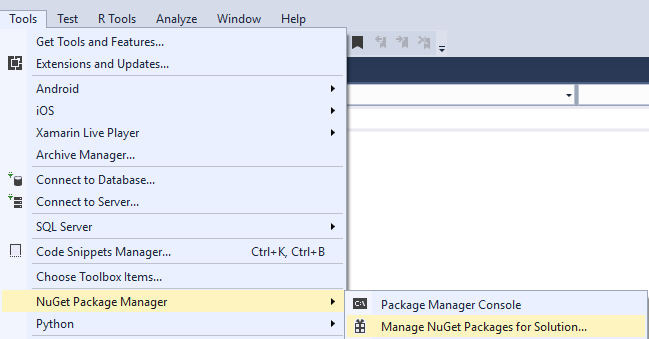 Tools Test R Tools Analyze Window Help
Get Tools and Features...
Extensions and Updates...
Android
iOS
Xamarin Live Player
Archive Manager...
Connect to Database...
Connect to Server...
SQL Server
Code Snippets Manager... Ctrl+K, Ctrl+B
Choose Toolbox Items...
NuGet Package Manager
C:\ Package Manager Console
Manage NuGet Packages for Solution...
Python